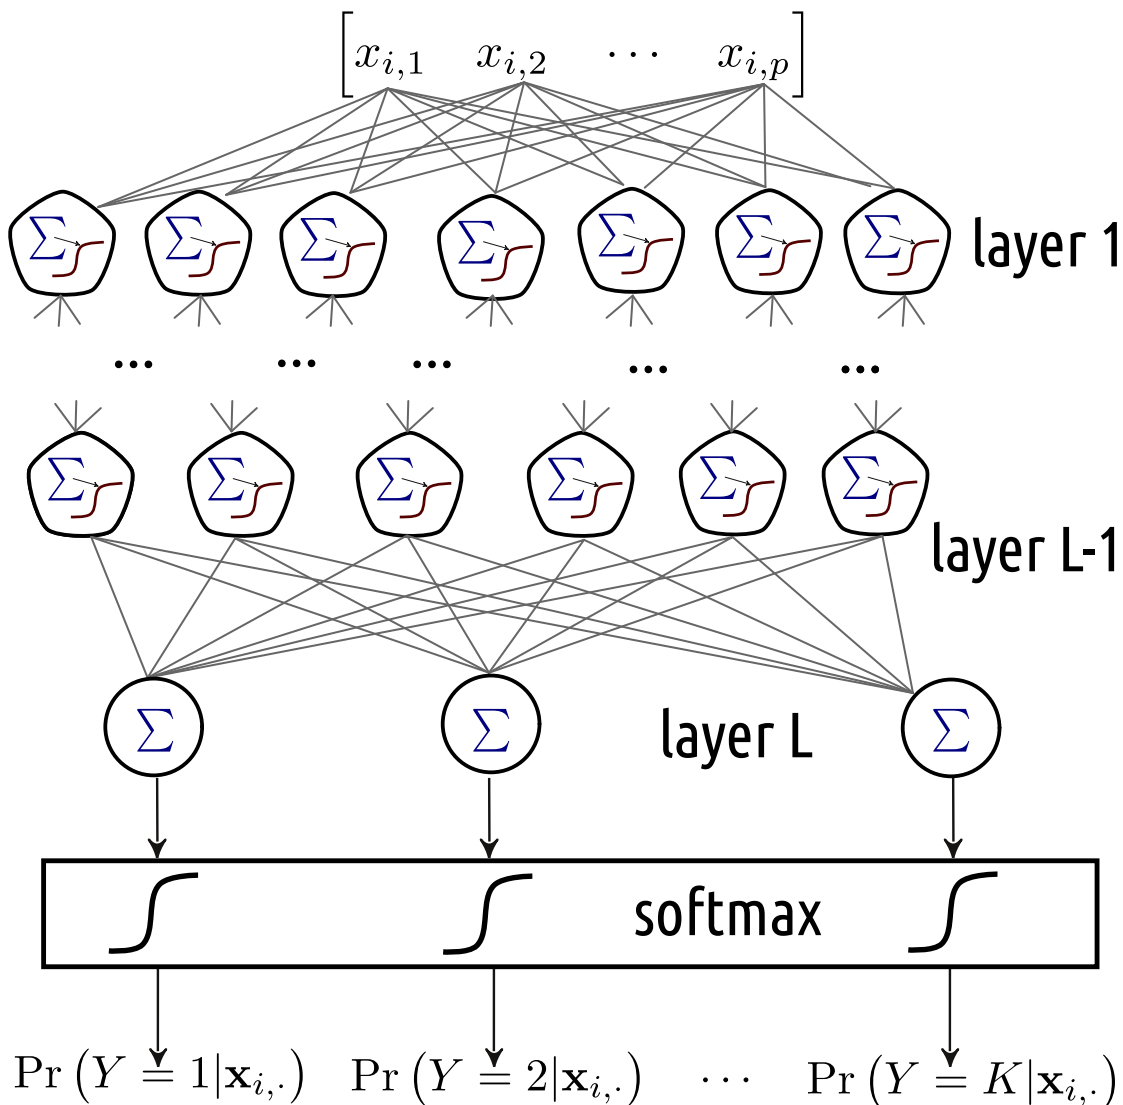 [x_{i,1} x_{i,2} ⋯ x_{i,p}]
Σ Σ Σ Σ Σ Σ Σ layer 1
... ... ... ... ...
Σ Σ Σ Σ Σ Σ
layer L-1
Σ Σ layer L Σ
softmax
Pr (Y = 1|𝐱_{i,.}) Pr (Y = 2|𝐱_{i,.}) ⋯ Pr (Y = K|𝐱_{i,.})